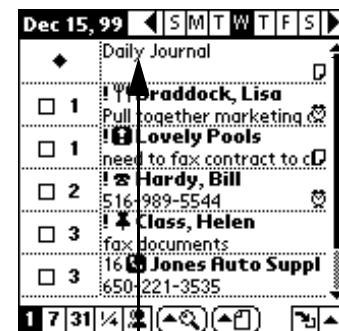 Dec 15, 99 S M T W T F S
Daily Journal
1 ! Braddock, Lisa
Pull together marketing
1 ! Lovely Pools
need to fax contract to c
2 ! Hardy, Bill
516-989-5544
3 ! Class, Helen
fax documents
3 16 Jones Auto Suppl
650-221-3535
1 7 31 ¼